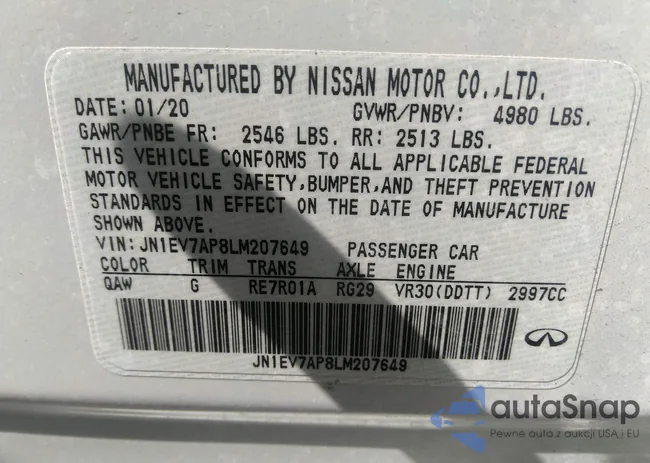 MANUFACTURED BY NISSAN MOTOR CO.,LTD.
DATE: 01/20 GVWR/PNBV: 4980 LBS.
GAWR/PNBE FR: 2546 LBS. RR: 2513 LBS.
THIS VEHICLE CONFORMS TO ALL APPLICABLE FEDERAL
MOTOR VEHICLE SAFETY,BUMPER,AND THEFT PREVENTION
STANDARDS IN EFFECT ON THE DATE OF MANUFACTURE
SHOWN ABOVE.
VIN: JN1EV7AP8LM207649 PASSENGER CAR
COLOR TRIM TRANS AXLE ENGINE
QAW G RE7R01A RG29 VR30(DDTT) 2997CC
JN1EV7AP8LM207649
autaSnap
Pewne auta z aukcji USA i EU